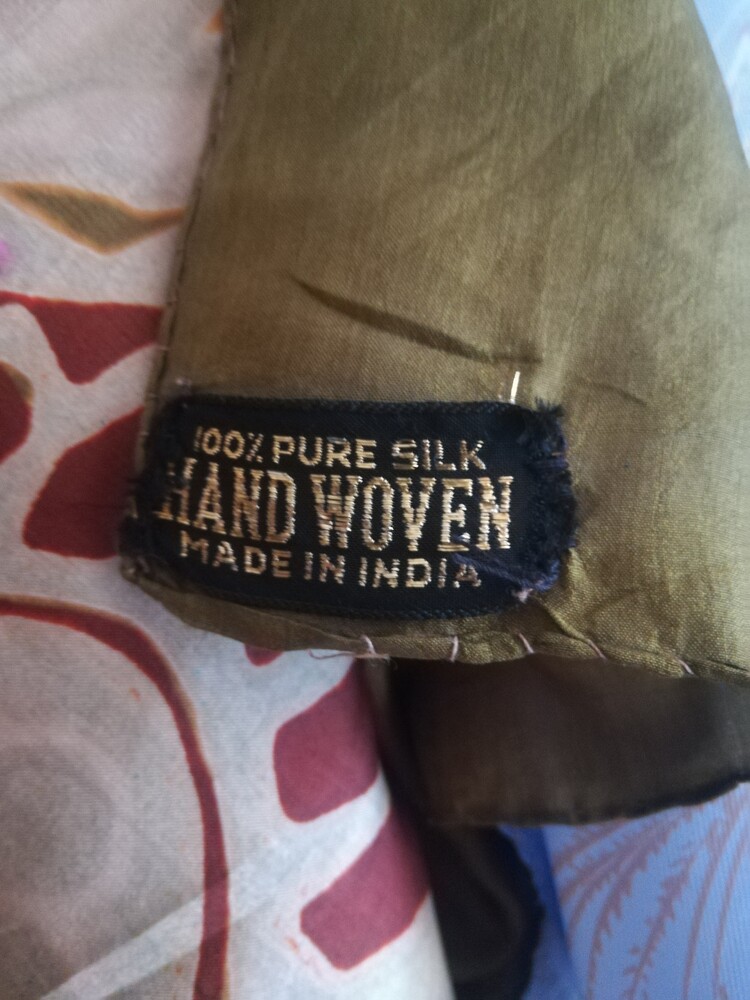 100% PURE SILK
HAND WOVEN
MADE IN INDIA